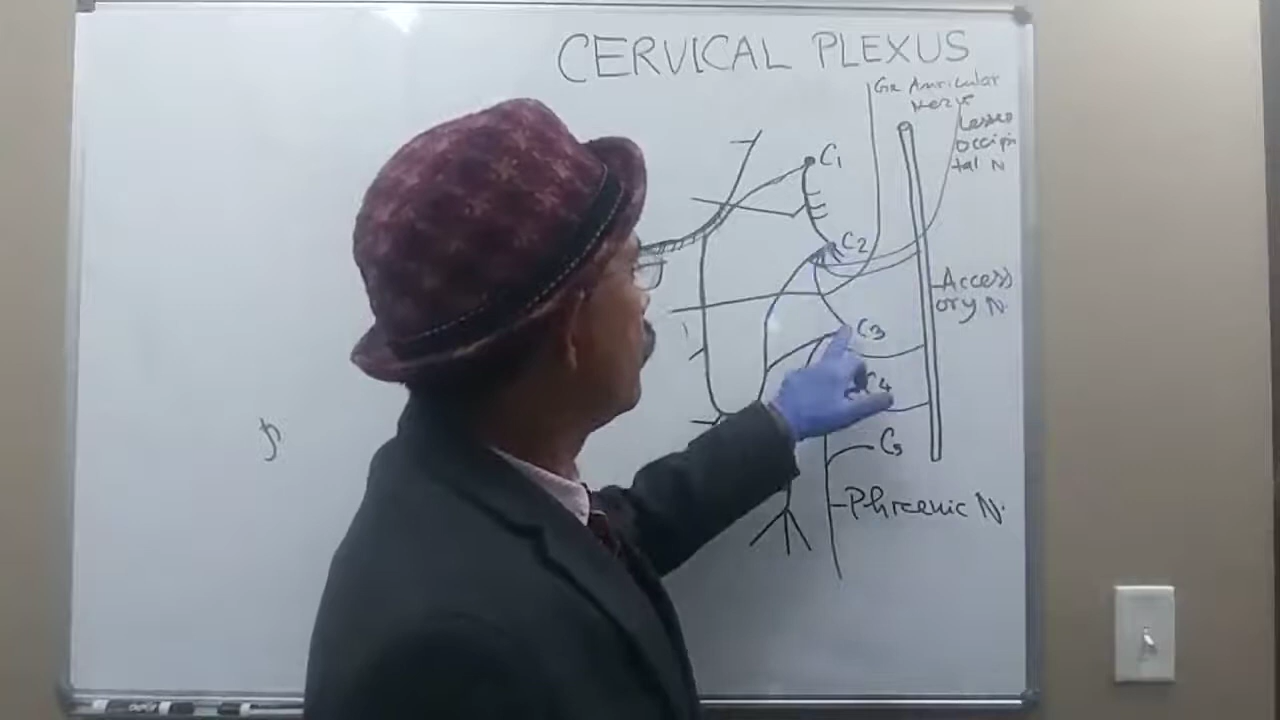 CERVICAL PLEXUS
Gr Auricular
Nerve
Lesser
Occipi
tal N
C1
C2
Access
ory N.
C3
C4
C5
Phrenic N.